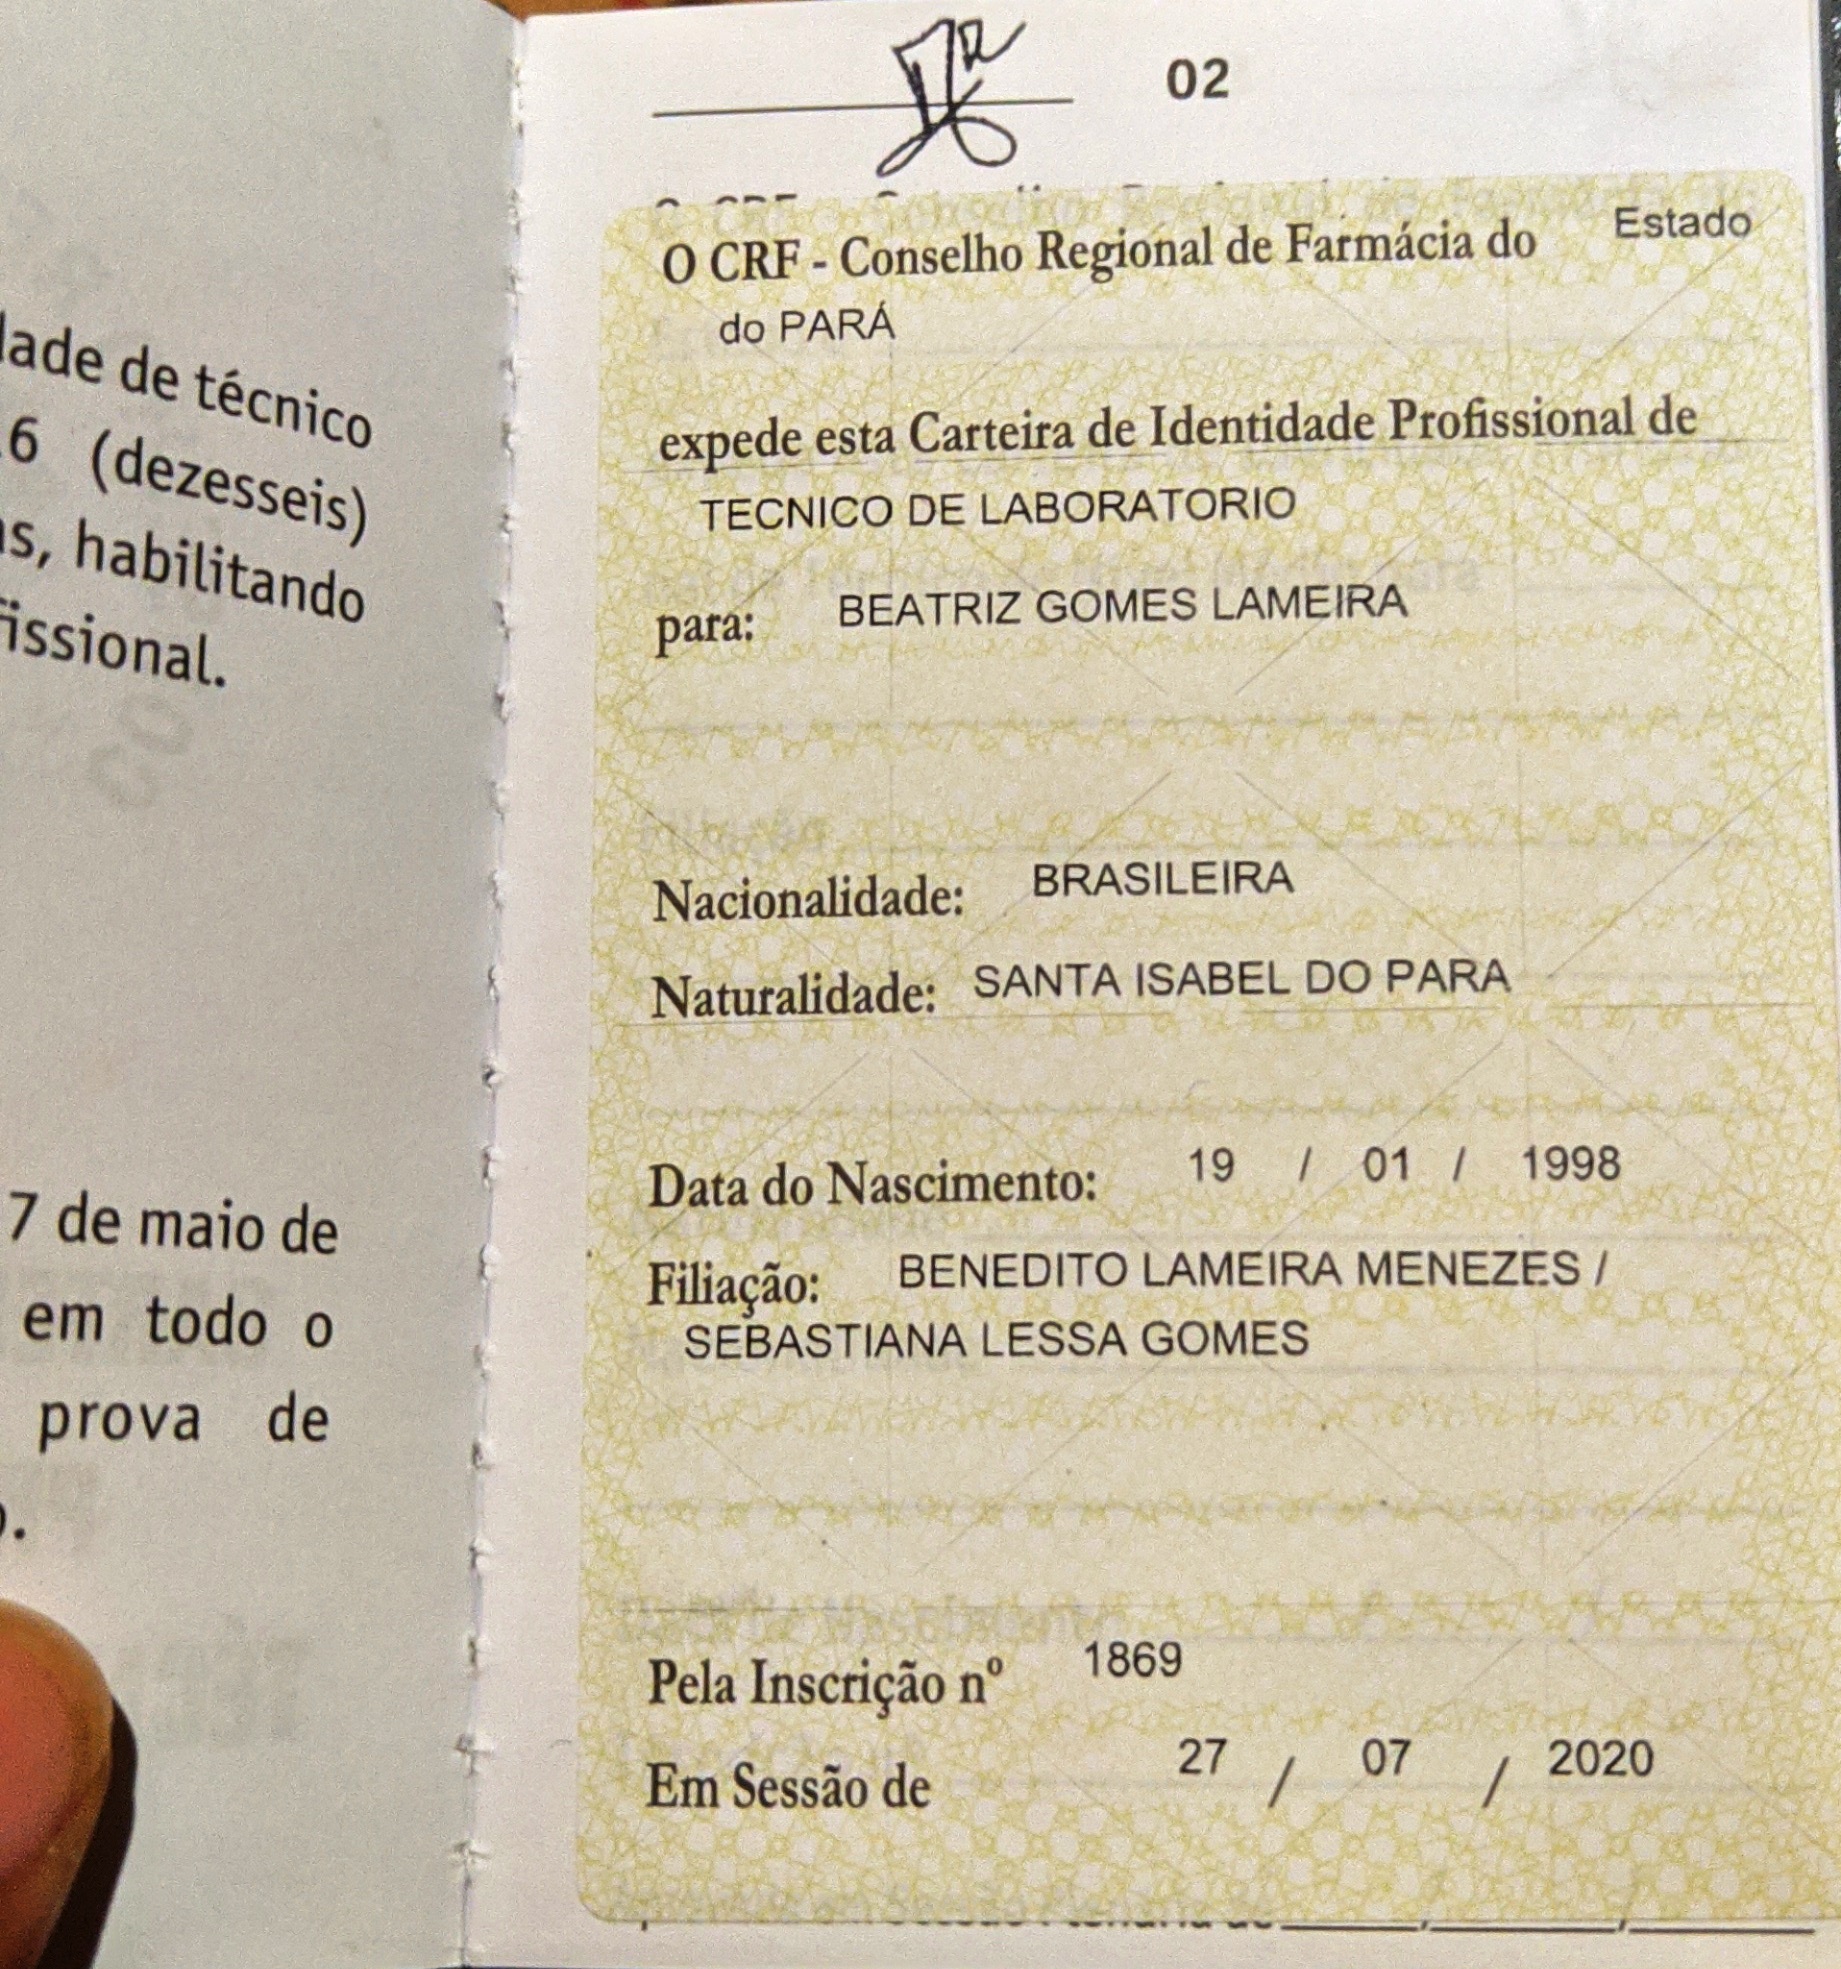 dade de técnico
16 (dezesseis)
as, habilitando
fissional.
7 de maio de
em todo o
prova de
o.
02
O CRF - Conselho Regional de Farmácia do Estado
do PARÁ
expede esta Carteira de Identidade Profissional de
TECNICO DE LABORATORIO
para: BEATRIZ GOMES LAMEIRA
Nacionalidade: BRASILEIRA
Naturalidade: SANTA ISABEL DO PARA
Data do Nascimento: 19 / 01 / 1998
Filiação: BENEDITO LAMEIRA MENEZES /
SEBASTIANA LESSA GOMES
Pela Inscrição nº 1869
Em Sessão de 27 / 07 / 2020